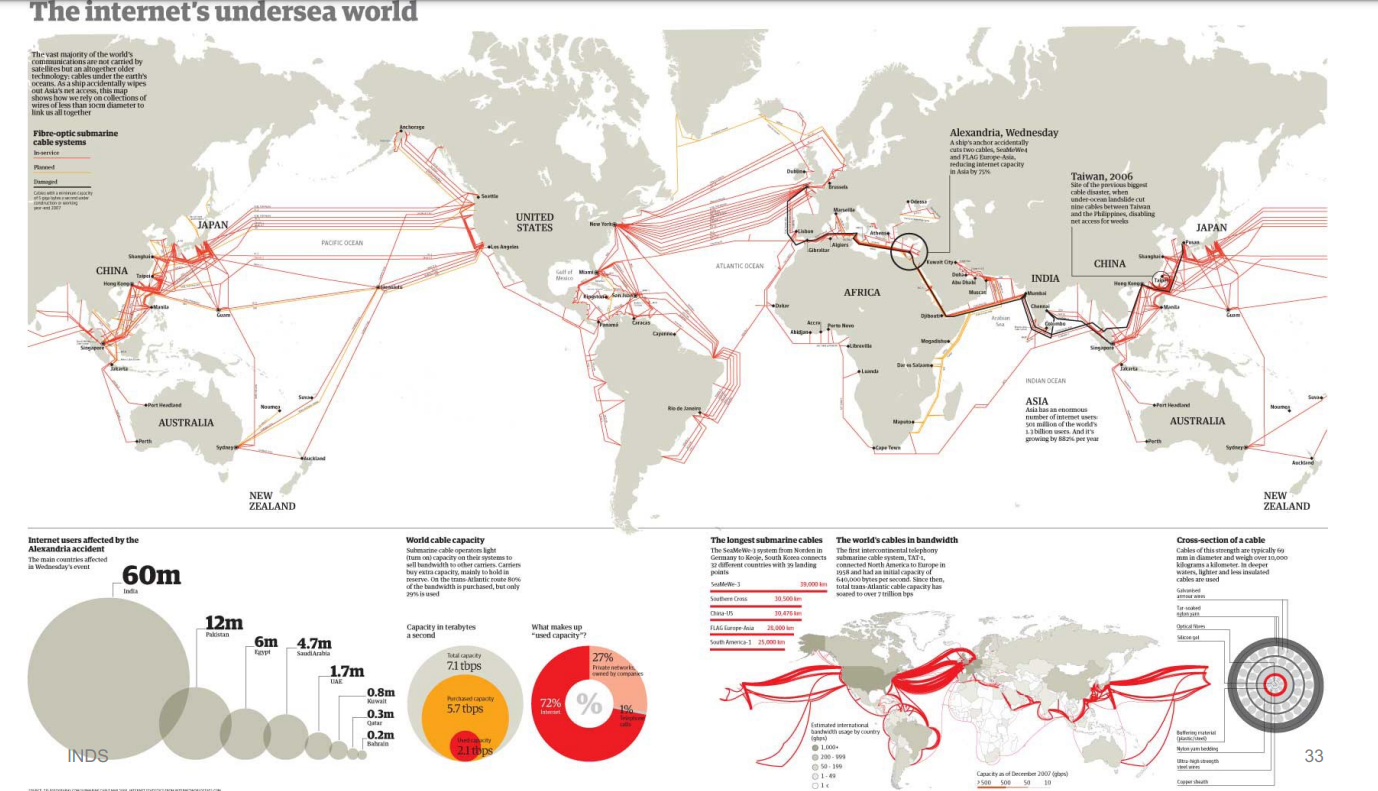 The internet's undersea world
The vast majority of the world's
communications are not carried by
satellites but an altogether older
technology: cables under the earth's
oceans. As a ship accidentally wipes
out Asia's net access, this map
shows how we rely on collections of
wires of less than 10cm diameter to
link us all together
Fibre-optic submarine
cable systems
In-service
Planned
Damaged
Anchorage
Seattle
JAPAN
PACIFIC OCEAN
Los Angeles
Shanghai
CHINA
Taipei
Hong Kong
Manila
Guam
Honolulu
Singapore
Jakarta
Port Headland
AUSTRALIA
Perth
Sydney
Noumea
Suva
Auckland
NEW
ZEALAND
UNITED
STATES
New York
Gulf of
Mexico
Miami
Kingston
San Juan
Panama
Caracas
Rio de Janeiro
ATLANTIC OCEAN
Dublin
Brussels
Marseille
Lisbon
Gibraltar
Algiers
Athens
Odessa
Alexandria, Wednesday
A ship's anchor accidentally
cuts two cables, SeaMeWe4
and FLAG Europe-Asia,
reducing internet capacity
in Asia by 75%
Taiwan, 2006
Site of the previous biggest
cable disaster, when
under-ocean landslide cut
nine cables between Taiwan
and the Philippines, disabling
net access for weeks
Kuwait City
Doha
Abu Dhabi
Muscat
INDIA
Mumbai
Chennai
Colombo
Arabian
Sea
AFRICA
Dakar
Accra
Porto Novo
Abidjan
Libreville
Luanda
Djibouti
Mogadishu
Dar es Salaam
Maputo
Cape Town
INDIAN OCEAN
ASIA
Asia has an enormous
number of internet users:
501 million of the world's
1.3 billion users. And it's
growing by 882% per year
JAPAN
Pusan
Shanghai
CHINA
Hong Kong
Taipei
Manila
Guam
Singapore
Jakarta
Port Headland
AUSTRALIA
Perth
Sydney
Noumea
Suva
Auckland
NEW
ZEALAND
Internet users affected by the
Alexandria accident
The main countries affected
in Wednesday's event
60m
India
12m
Pakistan
6m
Egypt
4.7m
Saudi Arabia
1.7m
UAE
0.8m
Kuwait
0.3m
Qatar
0.2m
Bahrain
World cable capacity
Submarine cable operators light
(turn on) capacity on their systems to
sell bandwidth to other carriers. Carriers
buy extra capacity, mainly to hold in
reserve. On the trans-Atlantic route 80%
of the bandwidth is purchased, but only
29% is used
Capacity in terabytes
a second
Total capacity
7.1 tbps
Purchased capacity
5.7 tbps
Used capacity
2.1 tbps
What makes up
"used capacity"?
27%
Private networks,
owned by companies
72%
Internet
%
1%
Telephone
calls
The longest submarine cables
The SeaMeWe-3 system from Norden in
Germany to Keoje, South Korea connects
32 different countries with 39 landing
points
SeaMeWe-3 39,000 km
Southern Cross 30,500 km
China-US 30,476 km
FLAG Europe-Asia 28,000 km
South America-1 25,000 km
The world's cables in bandwidth
The first intercontinental telephony
submarine cable system, TAT-1,
connected North America to Europe in
1958 and had an initial capacity of
640,000 bytes per second. Since then,
total trans-Atlantic cable capacity has
soared to over 7 trillion bps
Estimated international
bandwidth usage by country
(gbps)
1,000+
200 - 999
50 - 199
1 - 49
1 <
Capacity as of December 2007 (gbps)
>500 500 50 10
Cross-section of a cable
Cables of this strength are typically 69
mm in diameter and weigh over 10,000
kilograms a kilometer. In deeper
waters, lighter and less insulated
cables are used
Galvanised
armour wires
Tar-soaked
nylon yarn
Optical fibres
Silicon gel
Buffering material
(plastic/steel)
Nylon yarn bedding
Ultra-high strength
steel wires
Copper sheath
INDS
33